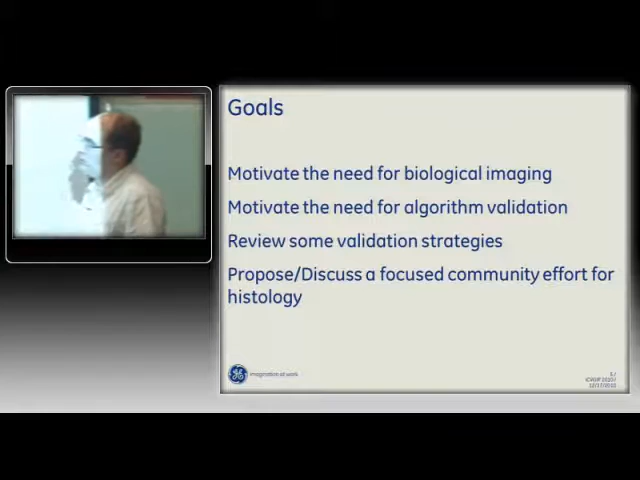 Goals
Motivate the need for biological imaging
Motivate the need for algorithm validation
Review some validation strategies
Propose/Discuss a focused community effort for
histology
imagination at work